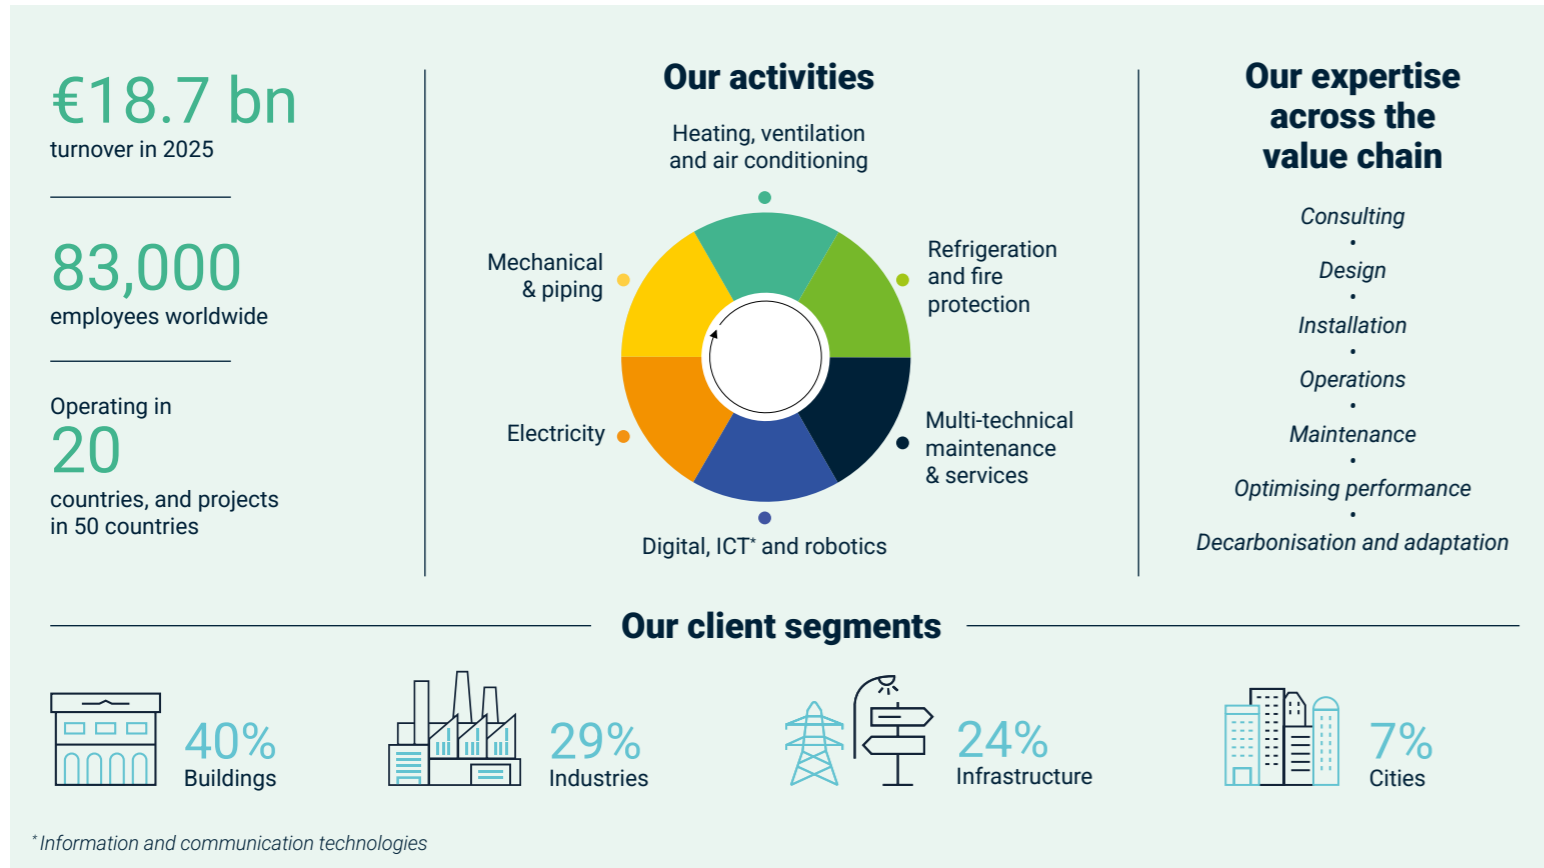 €18.7 bn
turnover in 2025
83,000
employees worldwide
Operating in
20
countries, and projects
in 50 countries
Our activities
Heating, ventilation
and air conditioning
Refrigeration
and fire
protection
Multi-technical
maintenance
& services
Digital, ICT* and robotics
Electricity
Mechanical
& piping
Our expertise
across the
value chain
Consulting
•
Design
•
Installation
•
Operations
•
Maintenance
•
Optimising performance
•
Decarbonisation and adaptation
Our client segments
40%
Buildings
29%
Industries
24%
Infrastructure
7%
Cities
* Information and communication technologies